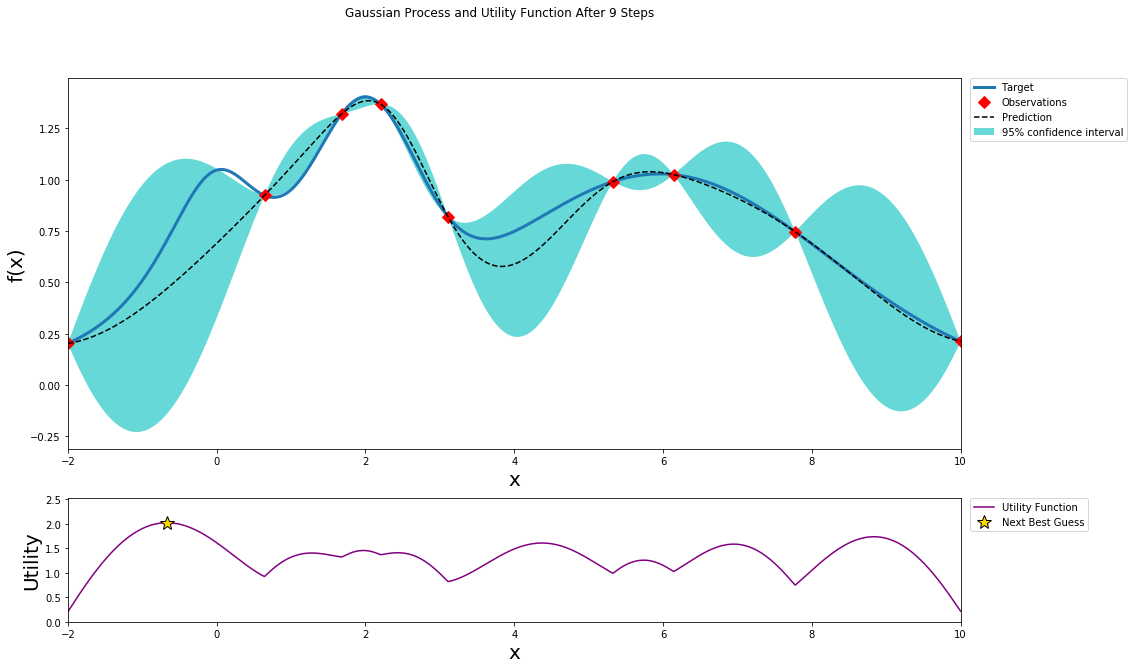 Gaussian Process and Utility Function After 9 Steps
f(x)
1.25
1.00
0.75
0.50
0.25
0.00
−0.25
−2 0 2 4 6 8 10
x
Target
Observations
Prediction
95% confidence interval
Utility
2.5
2.0
1.5
1.0
0.5
0.0
−2 0 2 4 6 8 10
x
Utility Function
Next Best Guess